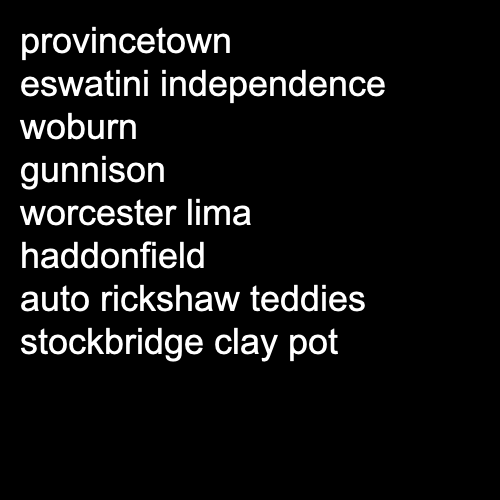 provincetown
eswatini independence
woburn
gunnison
worcester lima
haddonfield
auto rickshaw teddies
stockbridge clay pot